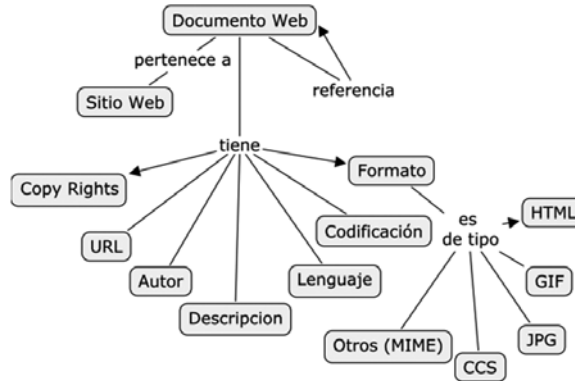 Documento Web
pertenece a
Sitio Web
referencia
tiene
Copy Rights
Formato
URL
Codificación
es
de tipo
HTML
Autor
Lenguaje
GIF
Descripcion
Otros (MIME)
JPG
CCS